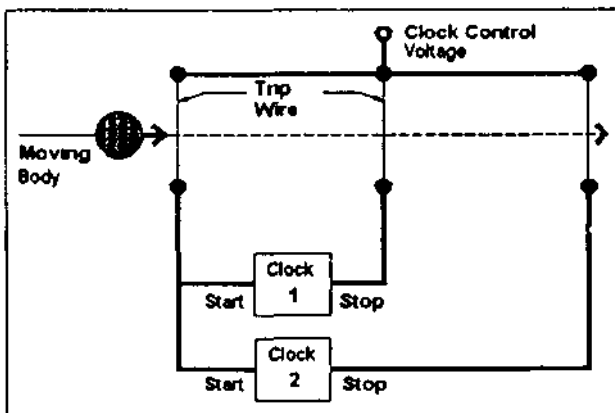 Clock Control
Voltage
Trip
Wire
Moving
Body
Clock
1
Start
Stop
Clock
2
Start
Stop